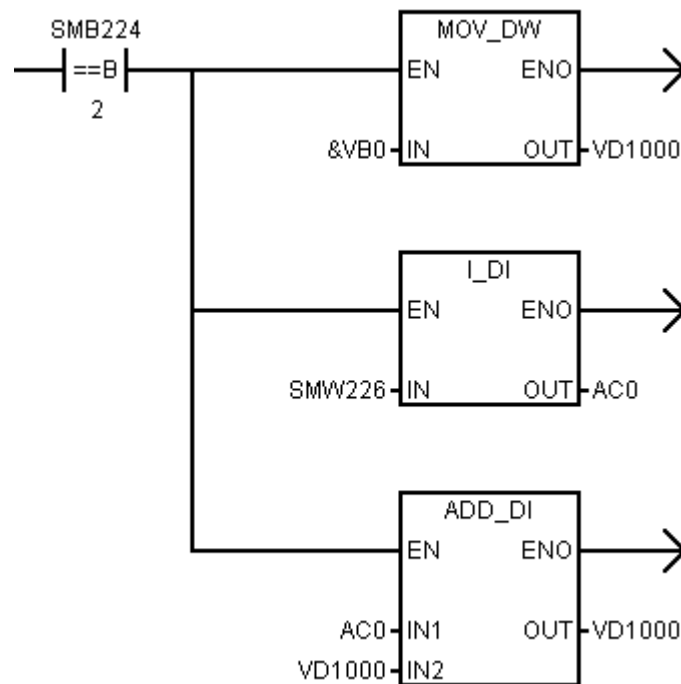 SMB224
==B
2
MOV_DW
EN ENO
&VB0 IN OUT VD1000
I_DI
EN ENO
SMW226 IN OUT AC0
ADD_DI
EN ENO
AC0 IN1 OUT VD1000
VD1000 IN2